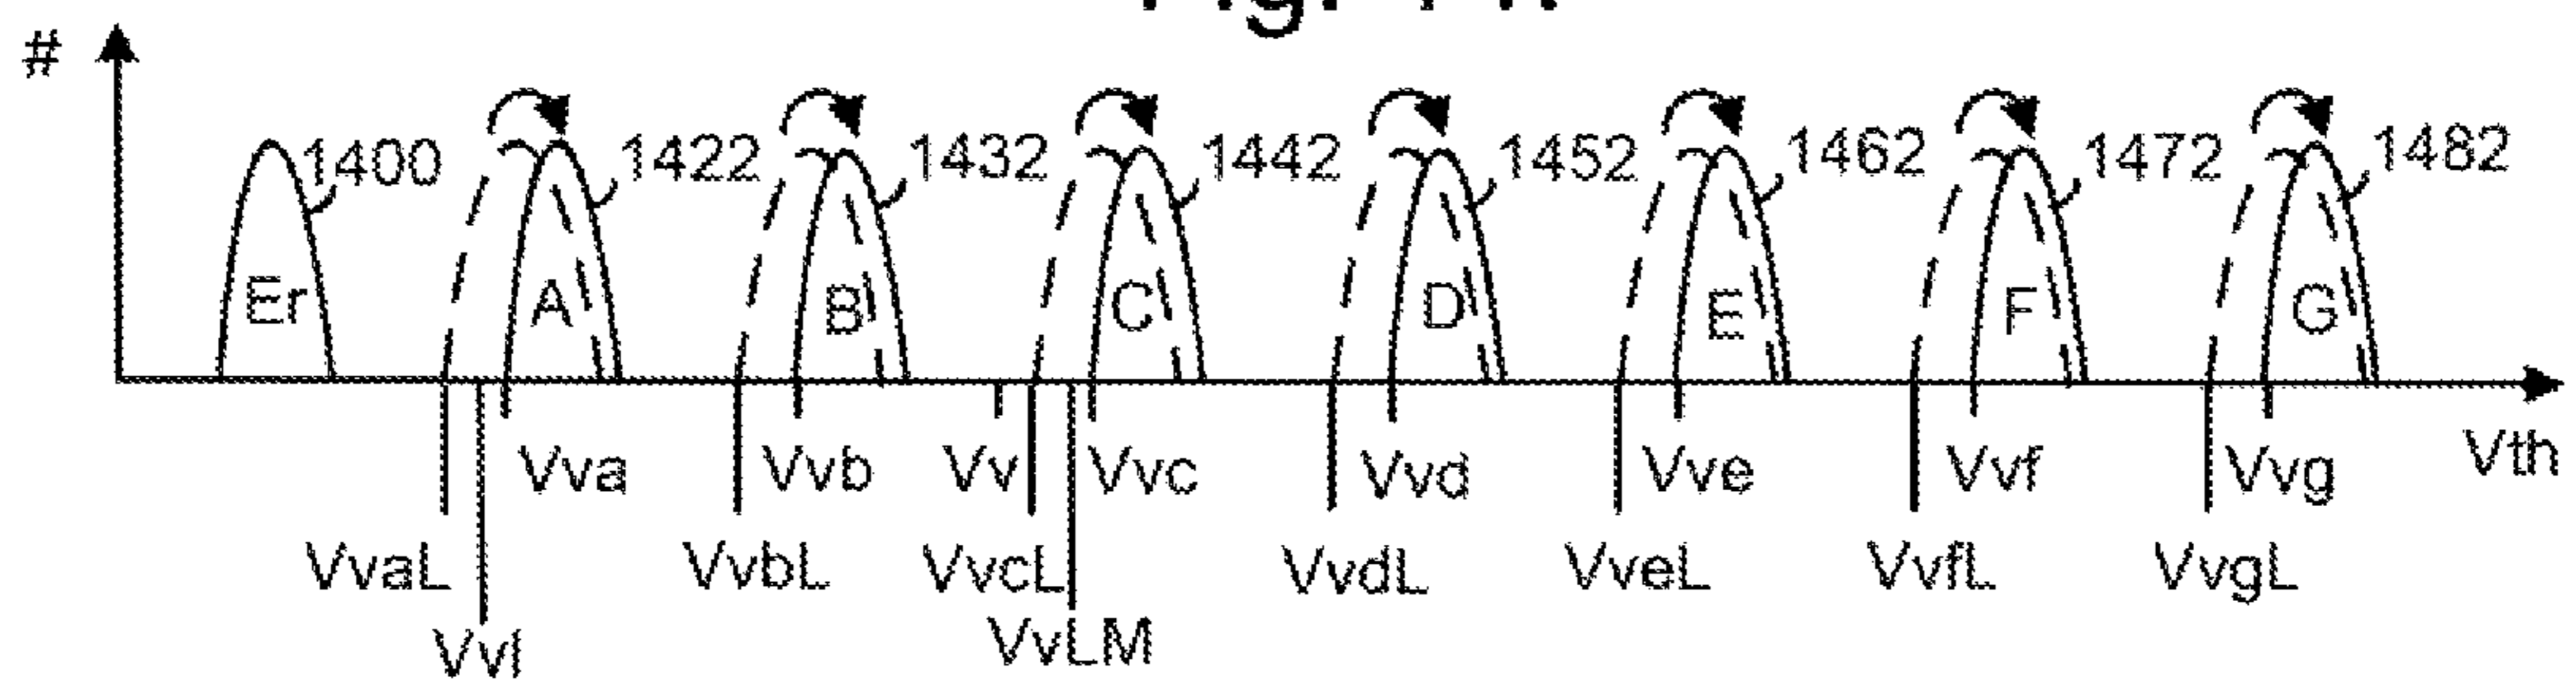 #
1400 1422 1432 1442 1452 1462 1472 1482
Er A B C D E F G
Vva Vvb Vv Vvc Vvd Vve Vvf Vvg Vth
VvaL VvbL VvcL VvdL VveL VvfL VvgL
Vvl VvLM